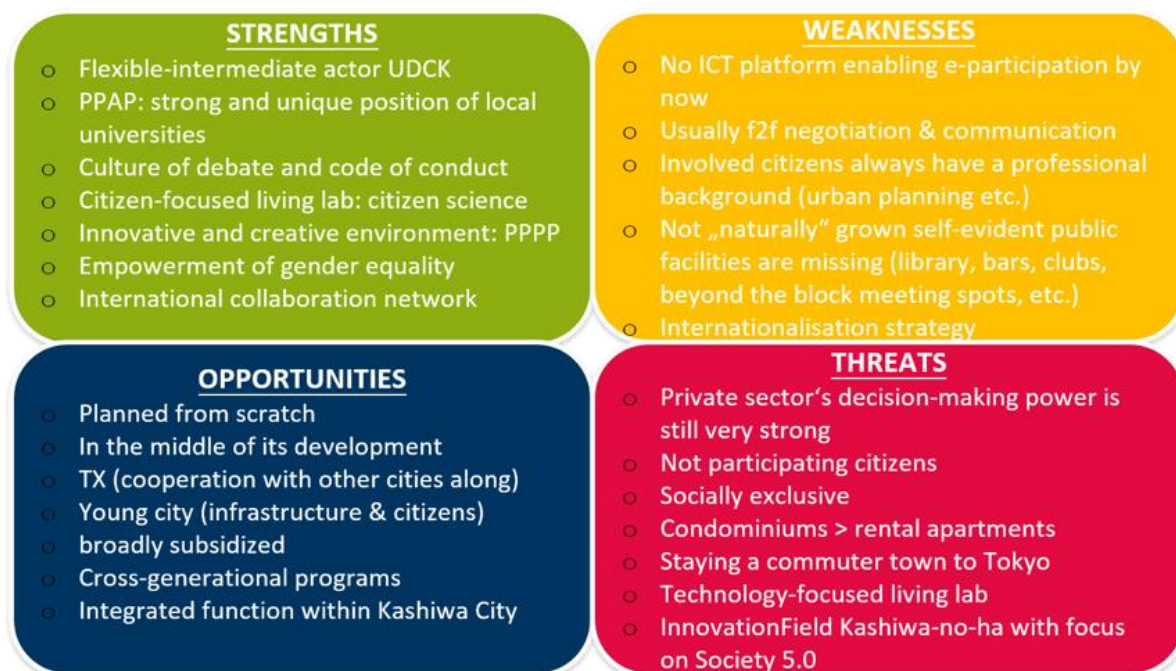 STRENGTHS
o Flexible-intermediate actor UDCK
o PPAP: strong and unique position of local
universities
o Culture of debate and code of conduct
o Citizen-focused living lab: citizen science
o Innovative and creative environment: PPPP
o Empowerment of gender equality
o International collaboration network
WEAKNESSES
o No ICT platform enabling e-participation by
now
o Usually f2f negotiation & communication
o Involved citizens always have a professional
background (urban planning etc.)
o Not „naturally“ grown self-evident public
facilities are missing (library, bars, clubs,
beyond the block meeting spots, etc.)
o Internationalisation strategy
OPPORTUNITIES
o Planned from scratch
o In the middle of its development
o TX (cooperation with other cities along)
o Young city (infrastructure & citizens)
o broadly subsidized
o Cross-generational programs
o Integrated function within Kashiwa City
THREATS
o Private sector‘s decision-making power is
still very strong
o Not participating citizens
o Socially exclusive
o Condominiums > rental apartments
o Staying a commuter town to Tokyo
o Technology-focused living lab
o InnovationField Kashiwa-no-ha with focus
on Society 5.0